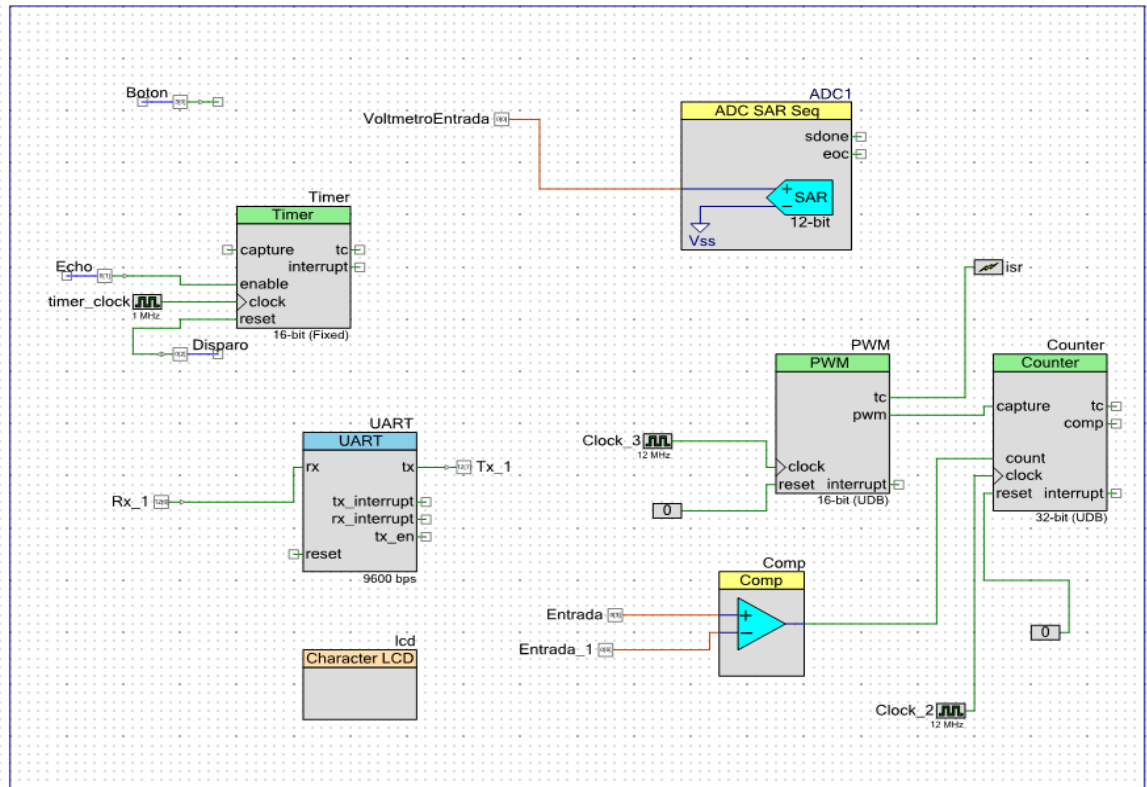 Boton
VoltmetroEntrada
ADC1
ADC SAR Seq
sdone
eoc
SAR
12-bit
Vss
Timer
Timer
capture
tc
interrupt
Echo
enable
timer_clock
clock
1 MHz
reset
16-bit (Fixed)
Disparo
isr
PWM
PWM
tc
pwm
Clock_3
12 MHz
clock
reset
interrupt
16-bit (UDB)
0
Counter
Counter
capture
tc
comp
count
clock
reset
interrupt
32-bit (UDB)
0
UART
UART
rx
tx
Tx_1
Rx_1
tx_interrupt
rx_interrupt
tx_en
reset
9600 bps
Comp
Comp
Entrada
+
Entrada_1
−
lcd
Character LCD
Clock_2
12 MHz